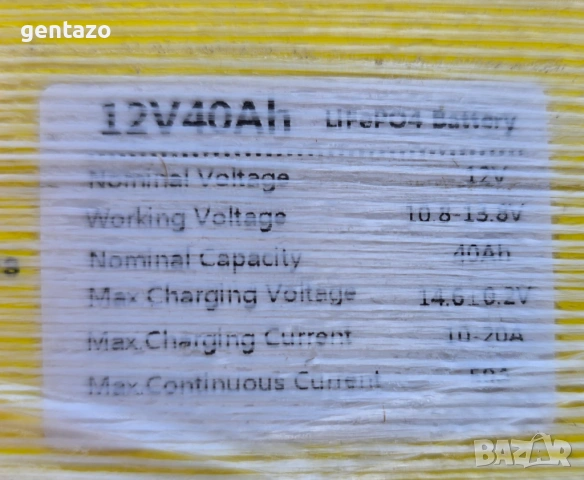 gentazo
12V40Ah LiFePO4 Battery
Nominal Voltage 12V
Working Voltage 10.8-13.8V
Nominal Capacity 40Ah
Max Charging Voltage 14.6±0.2V
Max.Charging Current 10-20A
Max.Continuous Current
BAZAR